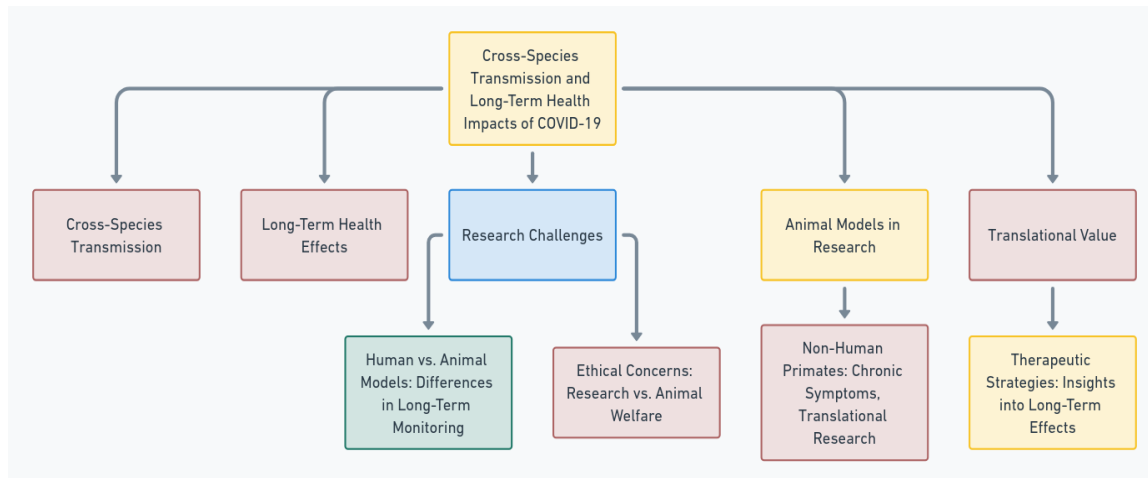 Cross-Species
Transmission and
Long-Term Health
Impacts of COVID-19
Cross-Species
Transmission
Long-Term Health
Effects
Research Challenges
Animal Models in
Research
Translational Value
Human vs. Animal
Models: Differences
in Long-Term
Monitoring
Ethical Concerns:
Research vs. Animal
Welfare
Non-Human
Primates: Chronic
Symptoms,
Translational
Research
Therapeutic
Strategies: Insights
into Long-Term
Effects